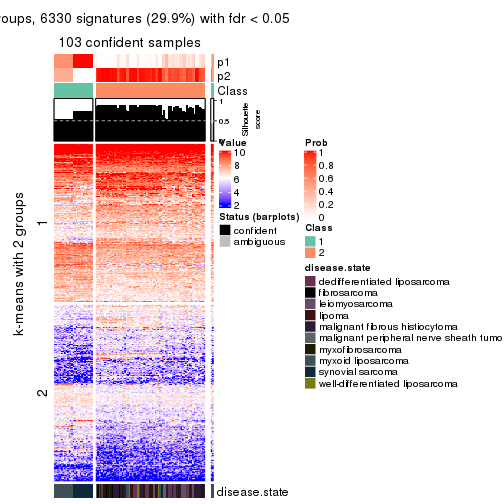 roups, 6330 signatures (29.9%) with fdr < 0.05
103 confident samples
p1
p2
Class
1
0.5
0
Silhouette
score
k-means with 2 groups
1
2
disease.state
Value
10
8
6
4
2
Status (barplots)
confident
ambiguous
Prob
1
0.8
0.6
0.4
0.2
0
Class
1
2
disease.state
dedifferentiated liposarcoma
fibrosarcoma
leiomyosarcoma
lipoma
malignant fibrous histiocytoma
malignant peripheral nerve sheath tumo
myxofibrosarcoma
myxoid liposarcoma
synovial sarcoma
well-differentiated liposarcoma